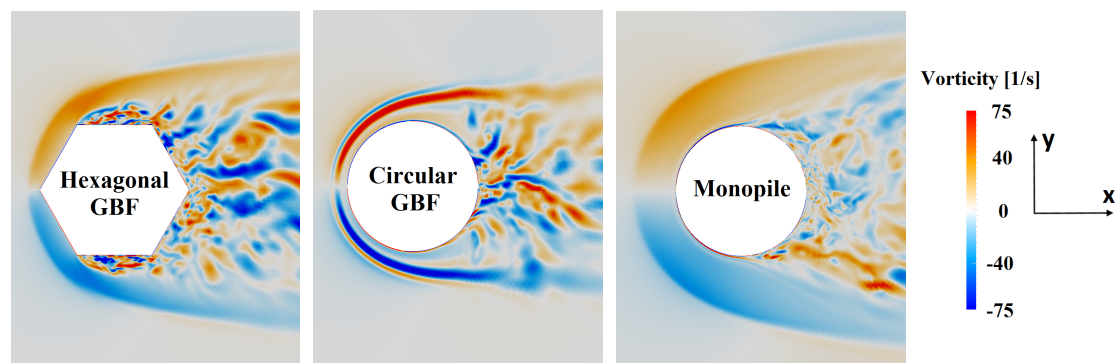 Hexagonal
GBF
Circular
GBF
Monopile
Vorticity [1/s]
75
40
0
-40
-75
y
x